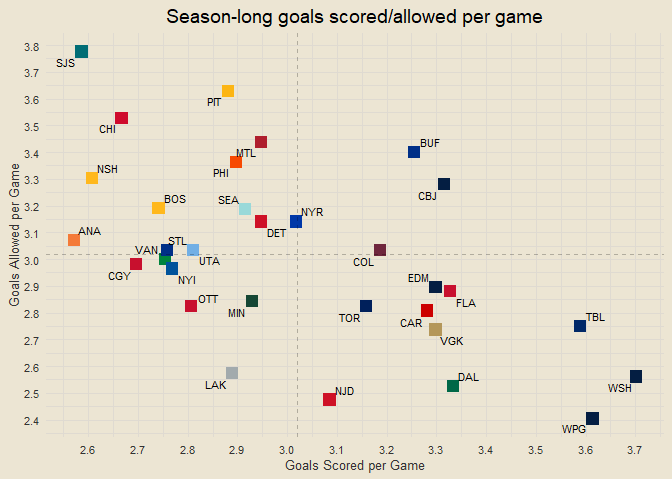 Season-long goals scored/allowed per game
Goals Allowed per Game
3.8
3.7
3.6
3.5
3.4
3.3
3.2
3.1
3.0
2.9
2.8
2.7
2.6
2.5
2.4
SJS
PIT
CHI
MTL
BUF
PHI
NSH
CBJ
BOS
SEA
NYR
DET
ANA
STL
VAN
UTA
COL
CGY
NYI
EDM
OTT
MIN
FLA
TOR
CAR
TBL
VGK
LAK
DAL
WSH
NJD
WPG
2.6 2.7 2.8 2.9 3.0 3.1 3.2 3.3 3.4 3.5 3.6 3.7
Goals Scored per Game